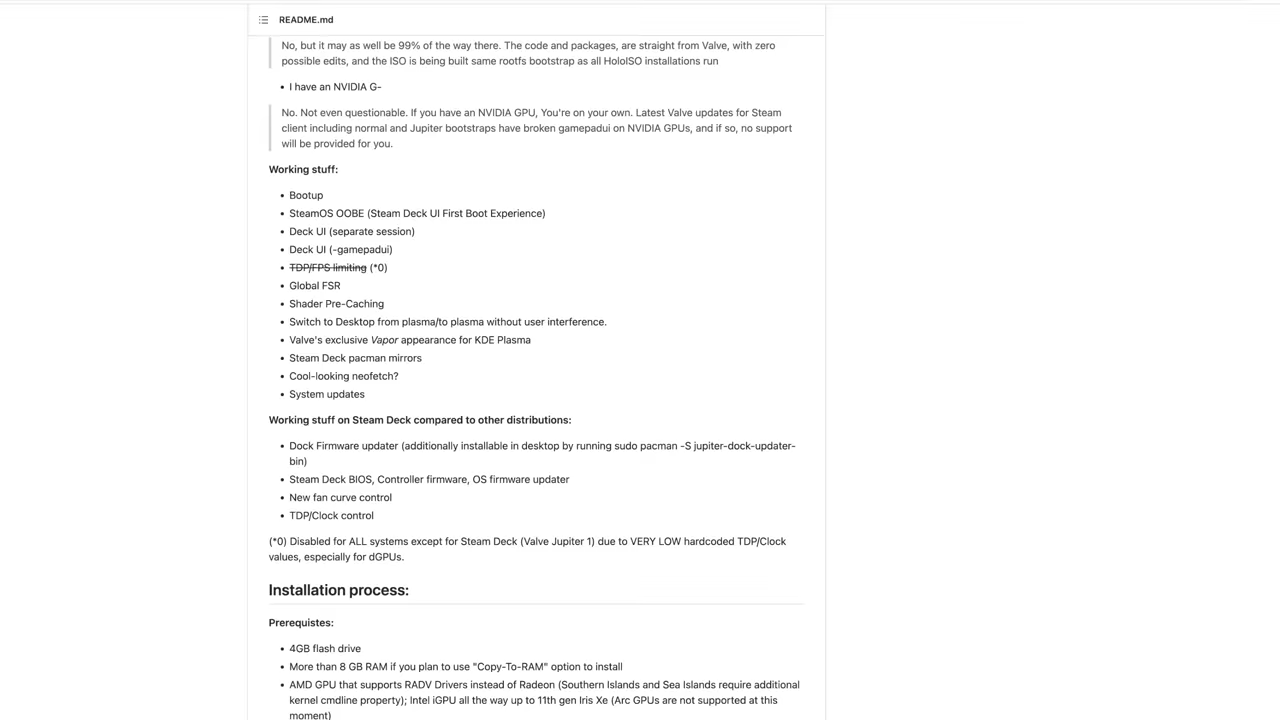 README.md
No, but it may as well be 99% of the way there. The code and packages, are straight from Valve, with zero
possible edits, and the ISO is being built same rootfs bootstrap as all HoloISO installations run
• I have an NVIDIA G-
No. Not even questionable. If you have an NVIDIA GPU, You're on your own. Latest Valve updates for Steam
client including normal and Jupiter bootstraps have broken gamepadui on NVIDIA GPUs, and if so, no support
will be provided for you.
Working stuff:
• Bootup
• SteamOS OOBE (Steam Deck UI First Boot Experience)
• Deck UI (separate session)
• Deck UI (-gamepadui)
• TDP/FPS limiting (*0)
• Global FSR
• Shader Pre-Caching
• Switch to Desktop from plasma/to plasma without user interference.
• Valve's exclusive Vapor appearance for KDE Plasma
• Steam Deck pacman mirrors
• Cool-looking neofetch?
• System updates
Working stuff on Steam Deck compared to other distributions:
• Dock Firmware updater (additionally installable in desktop by running sudo pacman -S jupiter-dock-updater-
bin)
• Steam Deck BIOS, Controller firmware, OS firmware updater
• New fan curve control
• TDP/Clock control
(*0) Disabled for ALL systems except for Steam Deck (Valve Jupiter 1) due to VERY LOW hardcoded TDP/Clock
values, especially for dGPUs.
Installation process:
Prerequistes:
• 4GB flash drive
• More than 8 GB RAM if you plan to use "Copy-To-RAM" option to install
• AMD GPU that supports RADV Drivers instead of Radeon (Southern Islands and Sea Islands require additional
kernel cmdline property); Intel iGPU all the way up to 11th gen Iris Xe (Arc GPUs are not supported at this
moment)